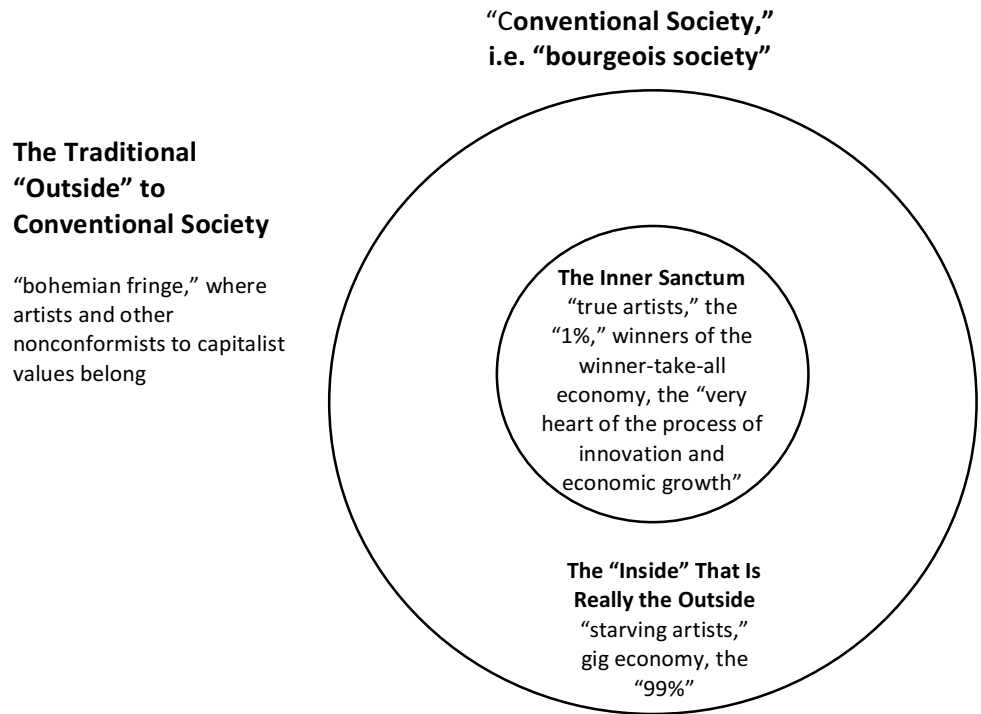 “Conventional Society,”
i.e. “bourgeois society”
The Traditional
“Outside” to
Conventional Society
“bohemian fringe,” where
artists and other
nonconformists to capitalist
values belong
The Inner Sanctum
“true artists,” the
“1%,” winners of the
winner-take-all
economy, the “very
heart of the process of
innovation and
economic growth”
The “Inside” That Is
Really the Outside
“starving artists,”
gig economy, the
“99%”